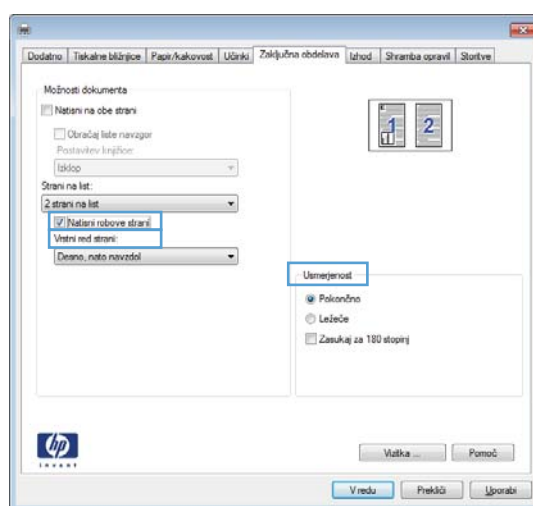 Dodatno Tiskalne bližnjice Papir/kakovost Učinki Zaključna obdelava Izhod Shramba opravil Storitve
Možnosti dokumenta
Natisni na obe strani
Obračaj liste navzgor
Postavitev knjižice:
Izklop
Strani na list:
2 strani na list
Natisni robove strani
Vrstni red strani:
Desno, nato navzdol
1 2
Usmerjenost
Pokončno
Ležeče
Zasukaj za 180 stopinj
hp
invent
Vizitka ... Pomoč
V redu Prekliči Uporabi